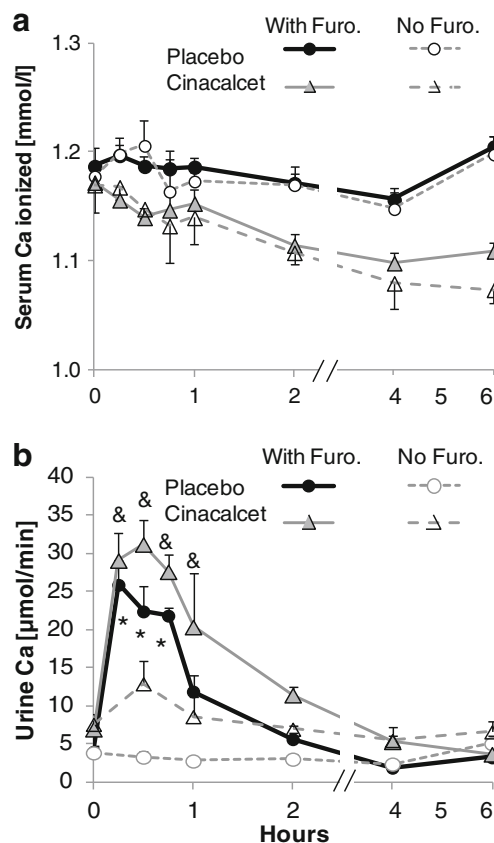 a
With Furo. No Furo.
Placebo
Cinacalcet
Serum Ca ionized [mmol/l]
1.3
1.2
1.1
1.0
0 1 2 4 5 6
b
With Furo. No Furo.
Placebo
Cinacalcet
Urine Ca [µmol/min]
40
35
30
25
20
15
10
5
0
& & & &
* * *
0 1 2 4 5 6
Hours